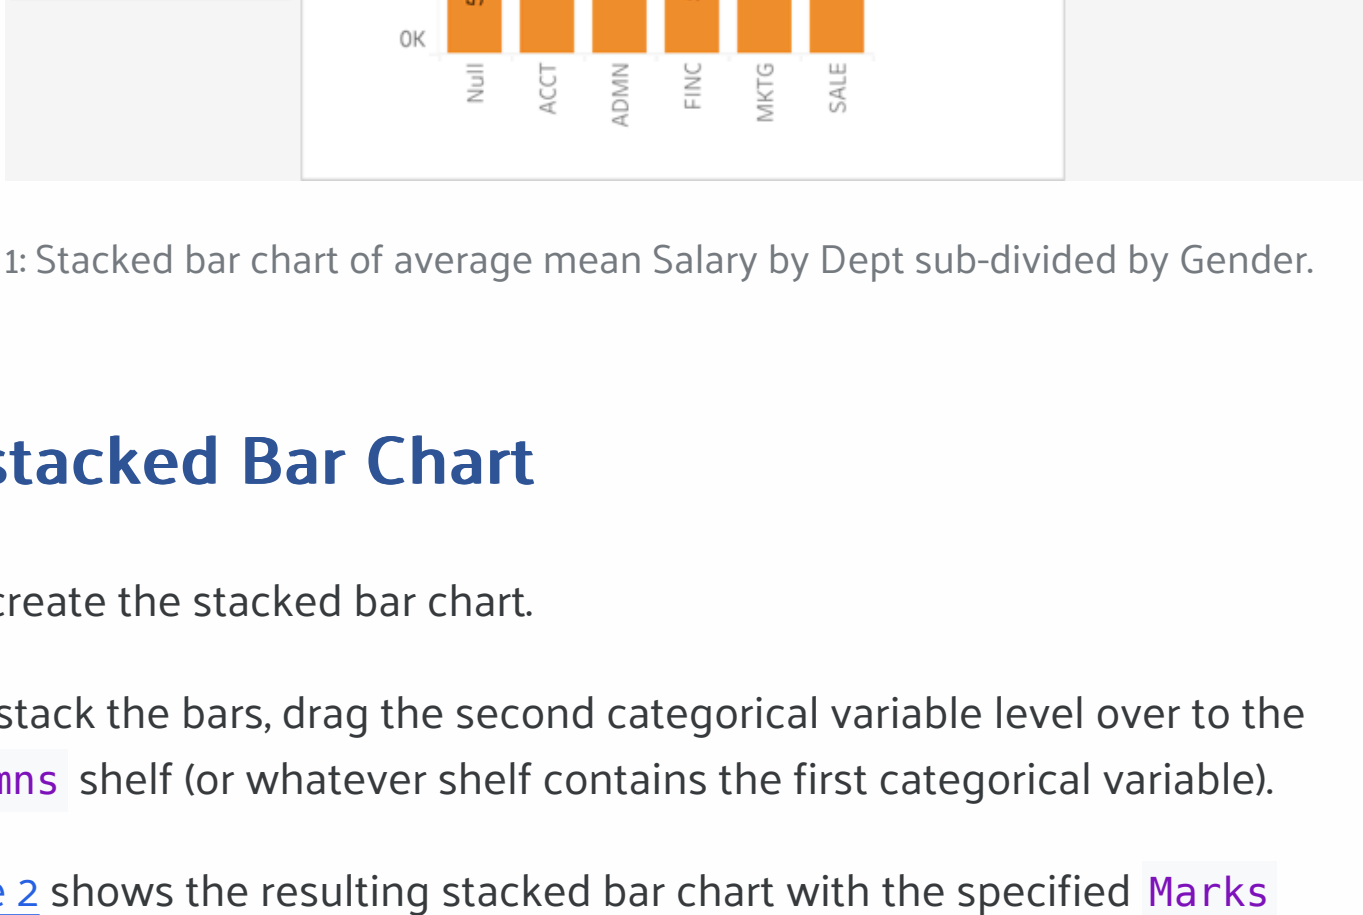 0K
Null ACCT ADMN FINC MKTG SALE
1: Stacked bar chart of average mean Salary by Dept sub-divided by Gender.
stacked Bar Chart
create the stacked bar chart.
stack the bars, drag the second categorical variable level over to the
mns shelf (or whatever shelf contains the first categorical variable).
e 2 shows the resulting stacked bar chart with the specified Marks